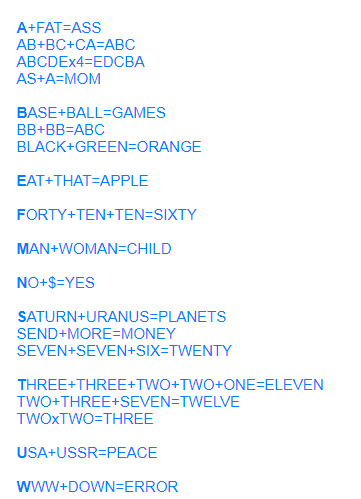 A+FAT=ASS
AB+BC+CA=ABC
ABCDEx4=EDCBA
AS+A=MOM
BASE+BALL=GAMES
BB+BB=ABC
BLACK+GREEN=ORANGE
EAT+THAT=APPLE
FORTY+TEN+TEN=SIXTY
MAN+WOMAN=CHILD
NO+$=YES
SATURN+URANUS=PLANETS
SEND+MORE=MONEY
SEVEN+SEVEN+SIX=TWENTY
THREE+THREE+TWO+TWO+ONE=ELEVEN
TWO+THREE+SEVEN=TWELVE
TWOxTWO=THREE
USA+USSR=PEACE
WWW+DOWN=ERROR